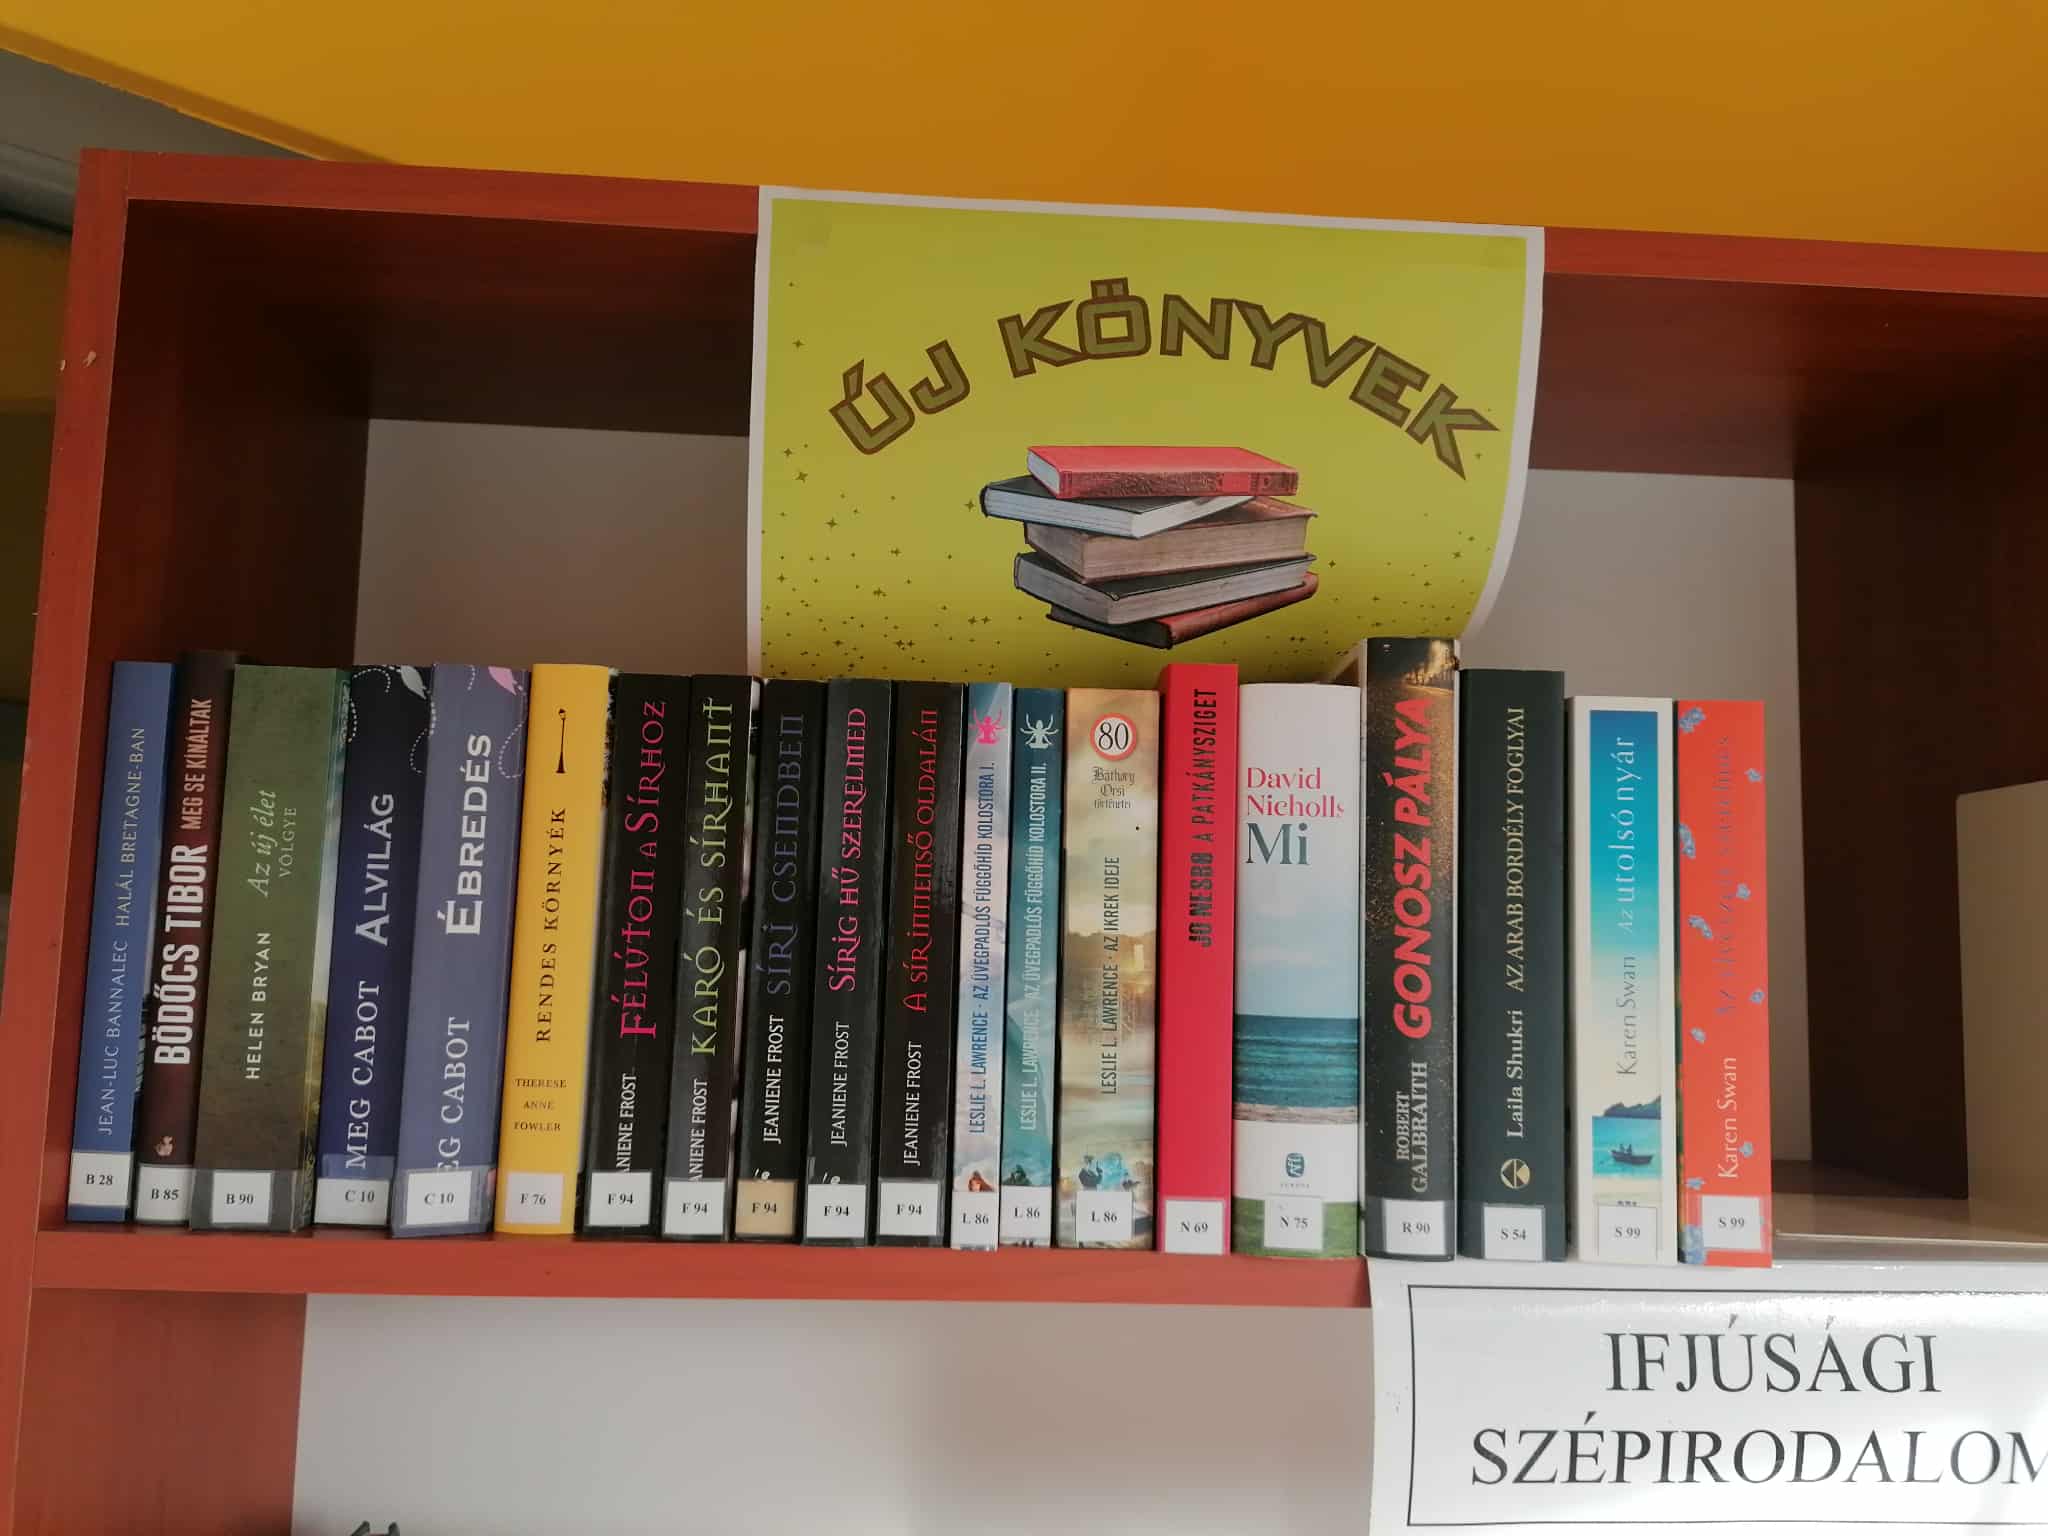 ÚJ KÖNYVEK
JEAN-LUC BANNALEC HALÁL BRETAGNE-BAN
B 28
BÖDŐCS TIBOR MEG SE KÍNÁLTAK
B 85
HELEN BRYAN Az új élet
VÖLGYE
B 90
MEG CABOT ALVILÁG
C 10
EG CABOT ÉBREDÉS
C 10
RENDES KÖRNYÉK
THERESE
ANNE
FOWLER
F 76
ANIENE FROST FÉLÚTON A SÍRHOZ
F 94
ANIENE FROST KARÓ ÉS SÍRHANT
F 94
JEANIENE FROST SÍRI CSENDBEN
F 94
JEANIENE FROST SÍRIG HŰ SZERELMED
F 94
JEANIENE FROST A SÍR INNENSŐ OLDALÁN
F 94
LESLIE L. LAWRENCE · AZ ÜVEGPADLÓS FÜGGŐHÍD KOLOSTORA I.
L 86
LESLIE L. LAWRENCE AZ ÜVEGPADLÓS FÜGGŐHÍD KOLOSTORA II.
L 86
80
Báthory
Orsi
történetei
LESLIE L. LAWRENCE · AZ IKREK IDEJE
L 86
JO NESBØ A PATKÁNYSZIGET
N 69
David
Nicholls
Mi
N 75
ROBERT
GALBRAITH
GONOSZ PÁLYA
R 90
Laila Shukri AZ ARAB BORDÉLY FOGLYAI
S 54
Karen Swan Az utolsó nyár
S 99
Karen Swan
S 99
IFJÚSÁGI
SZÉPIRODALOM